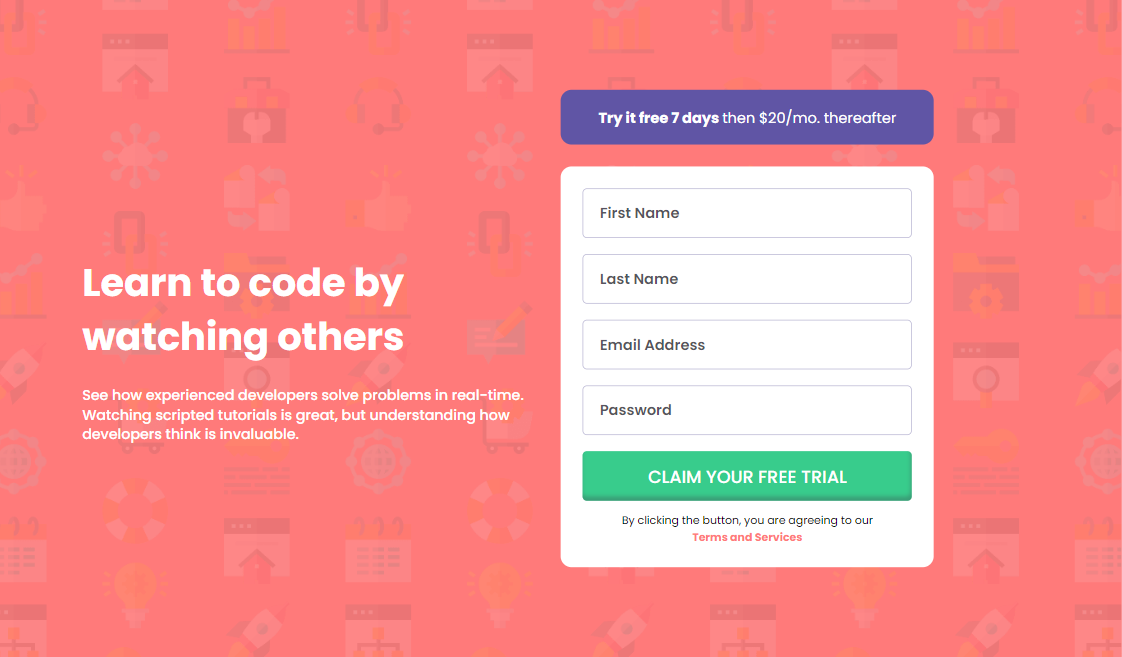 Try it free 7 days then $20/mo. thereafter
Learn to code by
watching others
See how experienced developers solve problems in real-time.
Watching scripted tutorials is great, but understanding how
developers think is invaluable.
First Name
Last Name
Email Address
Password
CLAIM YOUR FREE TRIAL
By clicking the button, you are agreeing to our
Terms and Services